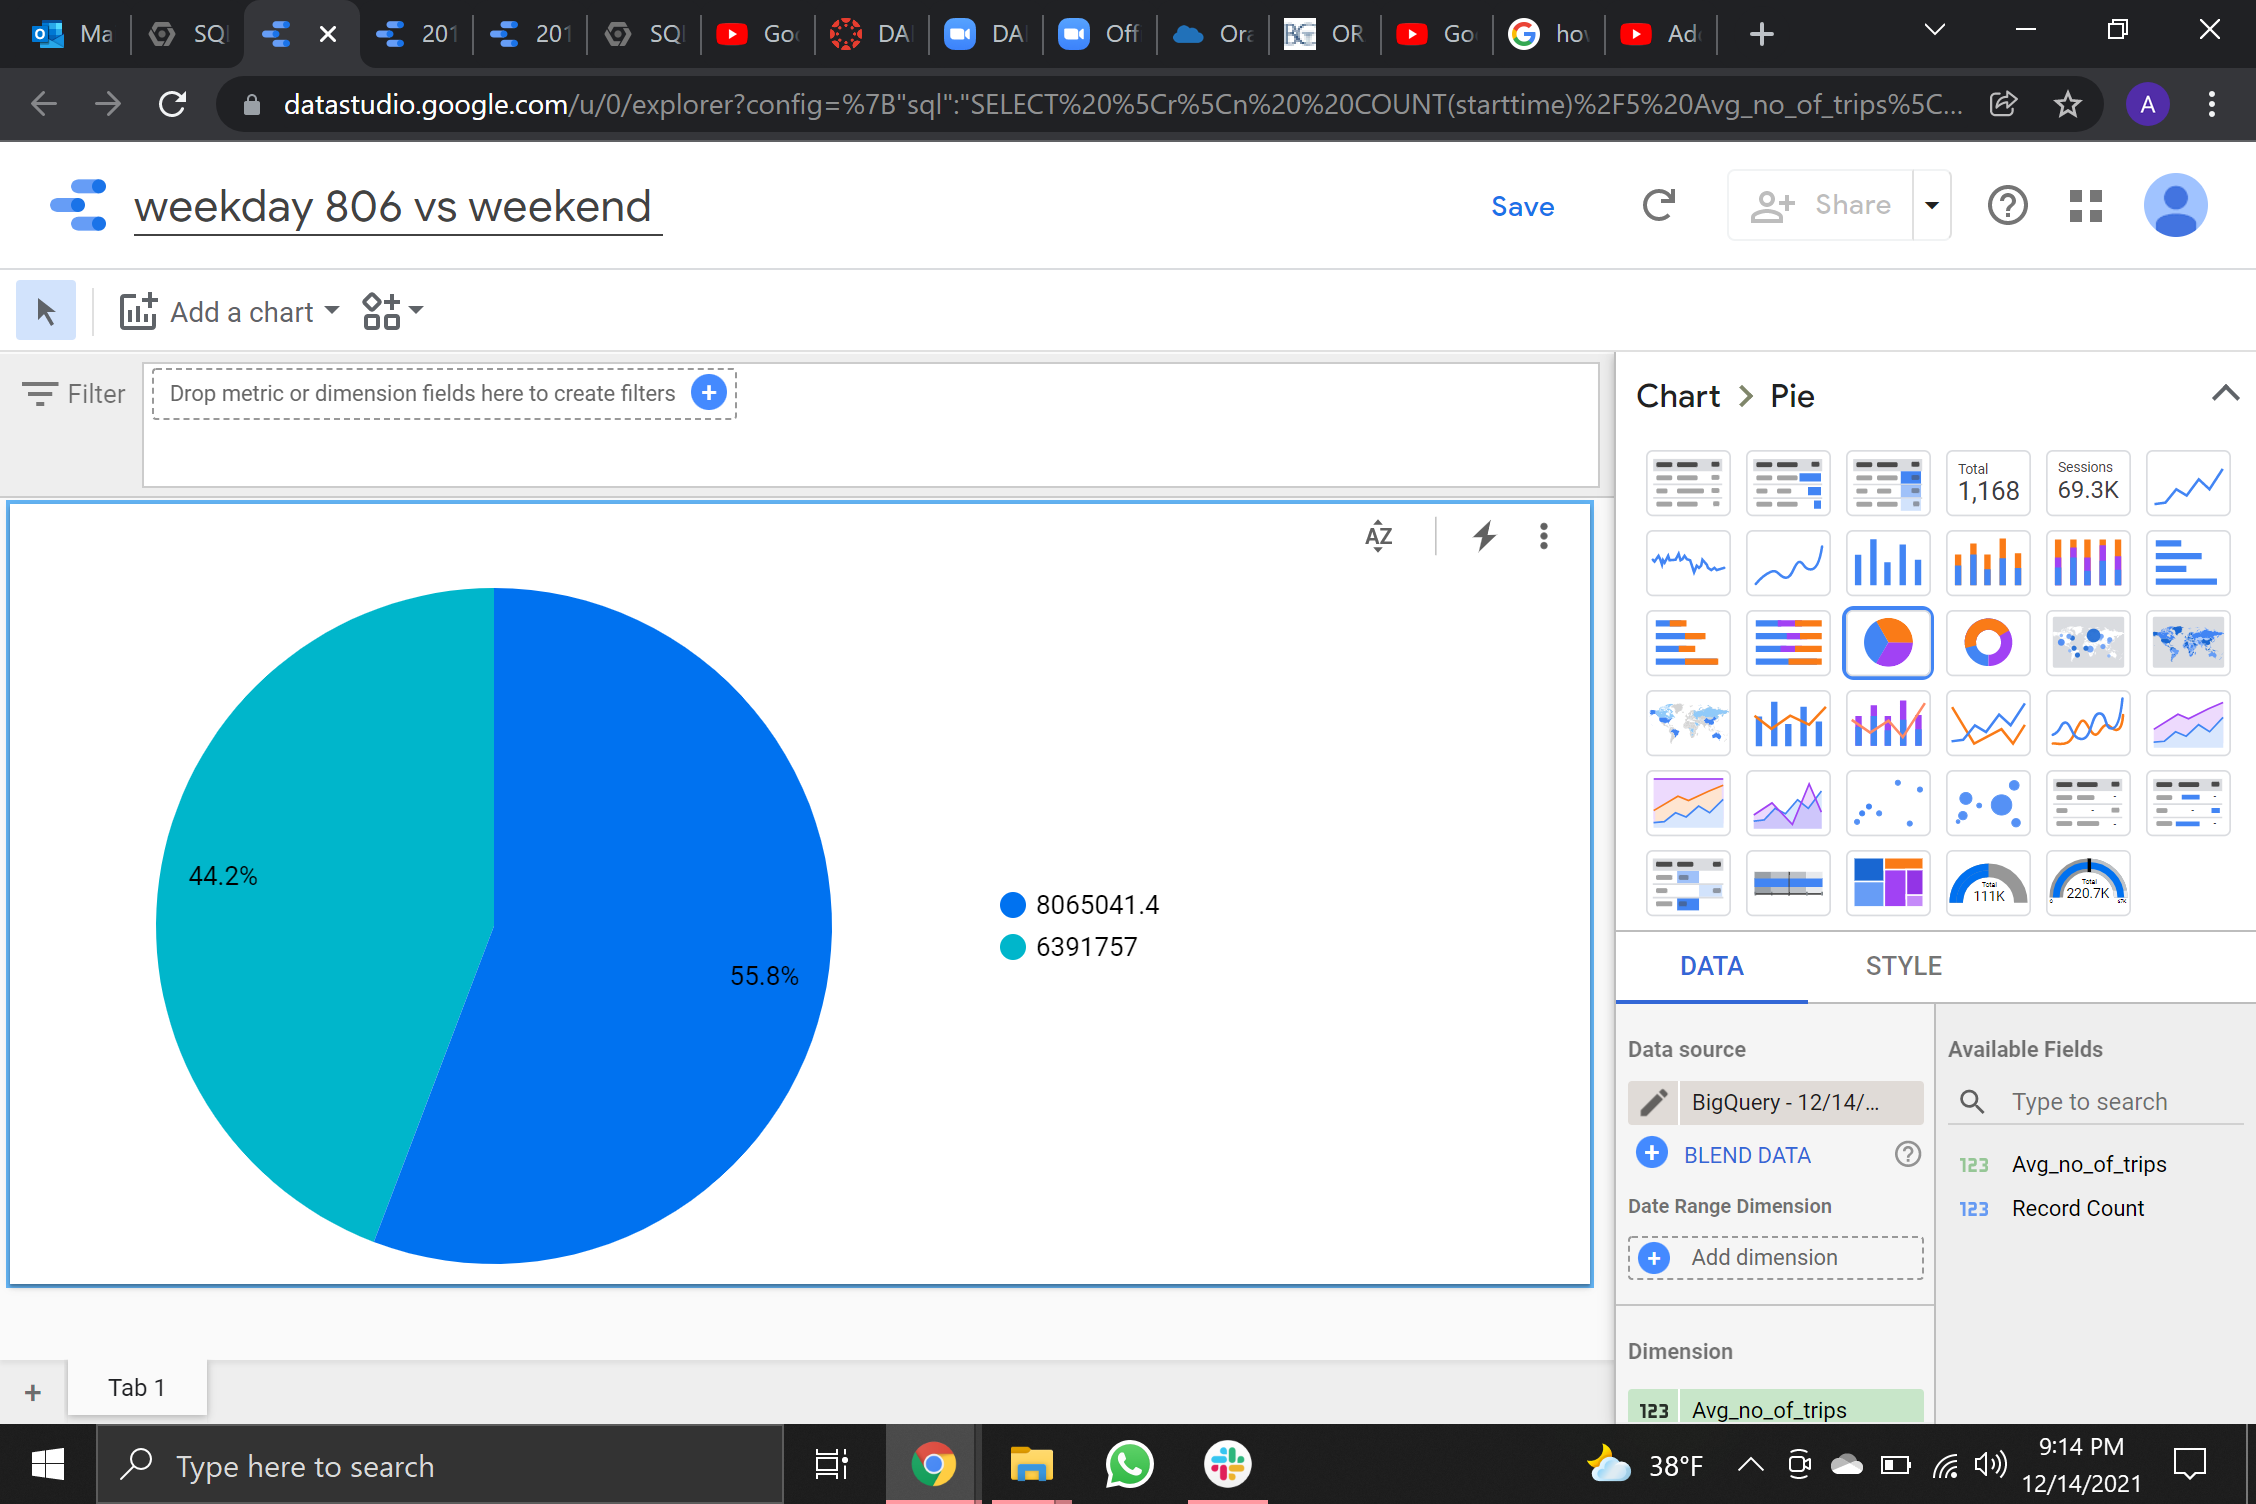 Ma
SQL
201
201
SQ
Go
DA
DA
Off
Ora
OR
Go
hov
Ad
datastudio.google.com/u/0/explorer?config=%7B"sql":"SELECT%20%5Cr%5Cn%20%20COUNT(starttime)%2F5%20Avg_no_of_trips%5C...
A
weekday 806 vs weekend
Save
Share
Add a chart
Filter
Drop metric or dimension fields here to create filters
Chart > Pie
Total
1,168
Sessions
69.3K
Total
111K
Total
220.7K
AZ
44.2%
55.8%
8065041.4
6391757
DATA
STYLE
Data source
BigQuery - 12/14/...
BLEND DATA
Date Range Dimension
Add dimension
Dimension
123 Avg_no_of_trips
Available Fields
Type to search
123 Avg_no_of_trips
123 Record Count
Tab 1
Type here to search
38°F
9:14 PM
12/14/2021